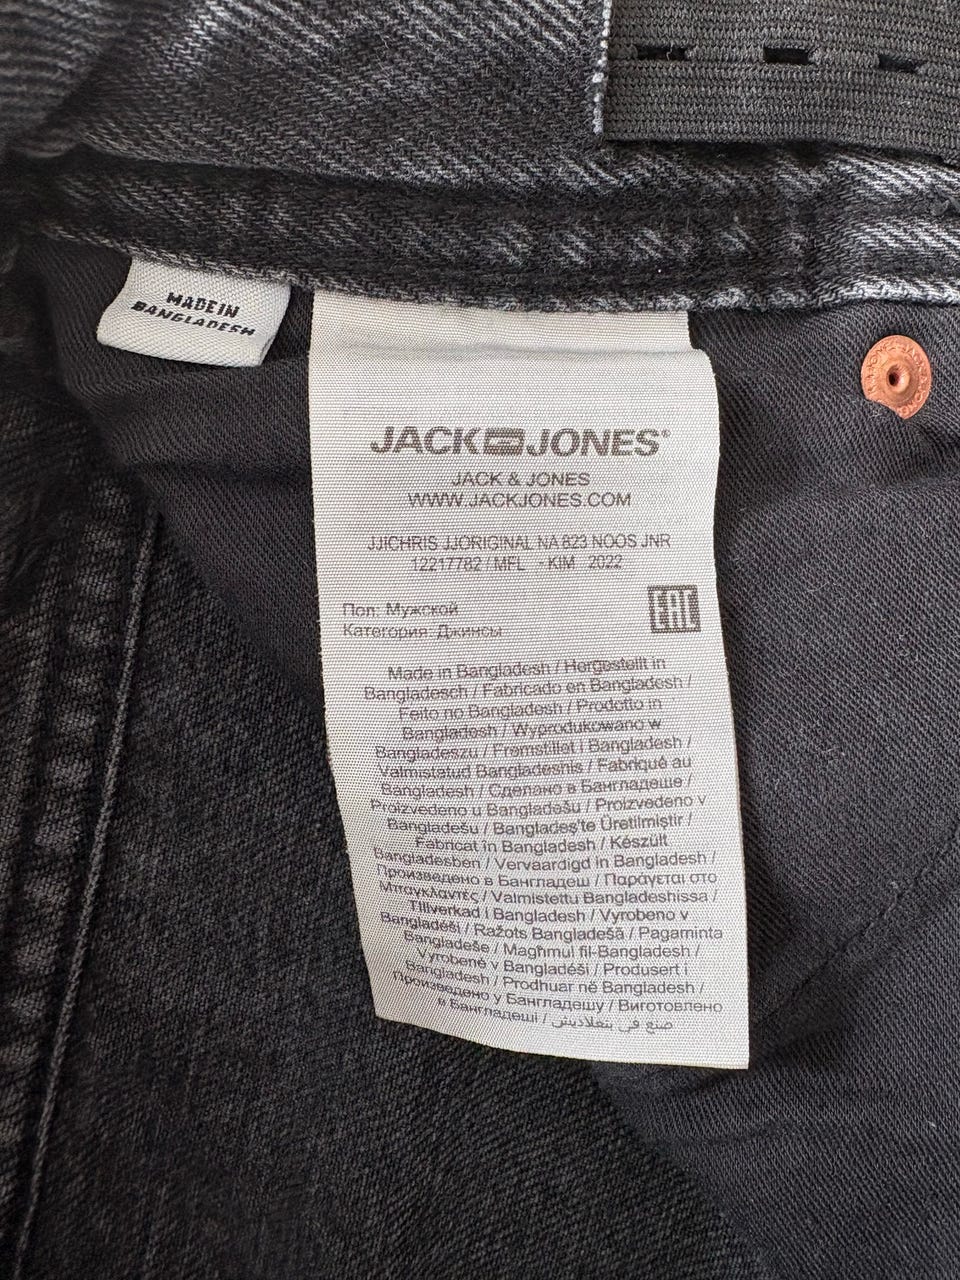 MADE IN
BANGLADESH
JACK JONES®
JACK & JONES
WWW.JACKJONES.COM
JJICHRIS JJORIGINAL NA 823 NOOS JNR
12217782 / MFL - KIM 2022
Пол: Мужской
Категория: Джинсы
EAC
Made in Bangladesh / Hergestellt in
Bangladesch / Fabricado en Bangladesh /
Feito no Bangladesh / Prodotto in
Bangladesh / Wyprodukowano w
Bangladeszu / Fremstillet i Bangladesh /
Valmistatud Bangladeshis / Fabriqué au
Bangladesh / Сделано в Бангладеше /
Proizvedeno u Bangladešu / Proizvedeno v
Bangladešu / Bangladeş'te Üretilmiştir /
Fabricat în Bangladesh / Készült
Bangladesben / Vervaardigd in Bangladesh /
Произведено в Бангладеш / Παράγεται στο
Μπαγκλαντές / Valmistettu Bangladeshissa /
Tillverkad i Bangladesh / Vyrobeno v
Bangladéši / Ražots Bangladešā / Pagaminta
Bangladeše / Magħmul fil-Bangladesh /
Vyrobené v Bangladéši / Produsert i
Bangladesh / Prodhuar në Bangladesh /
Произведено у Бангладешу / Виготовлено
в Бангладеші / صنع في بنغلاديش